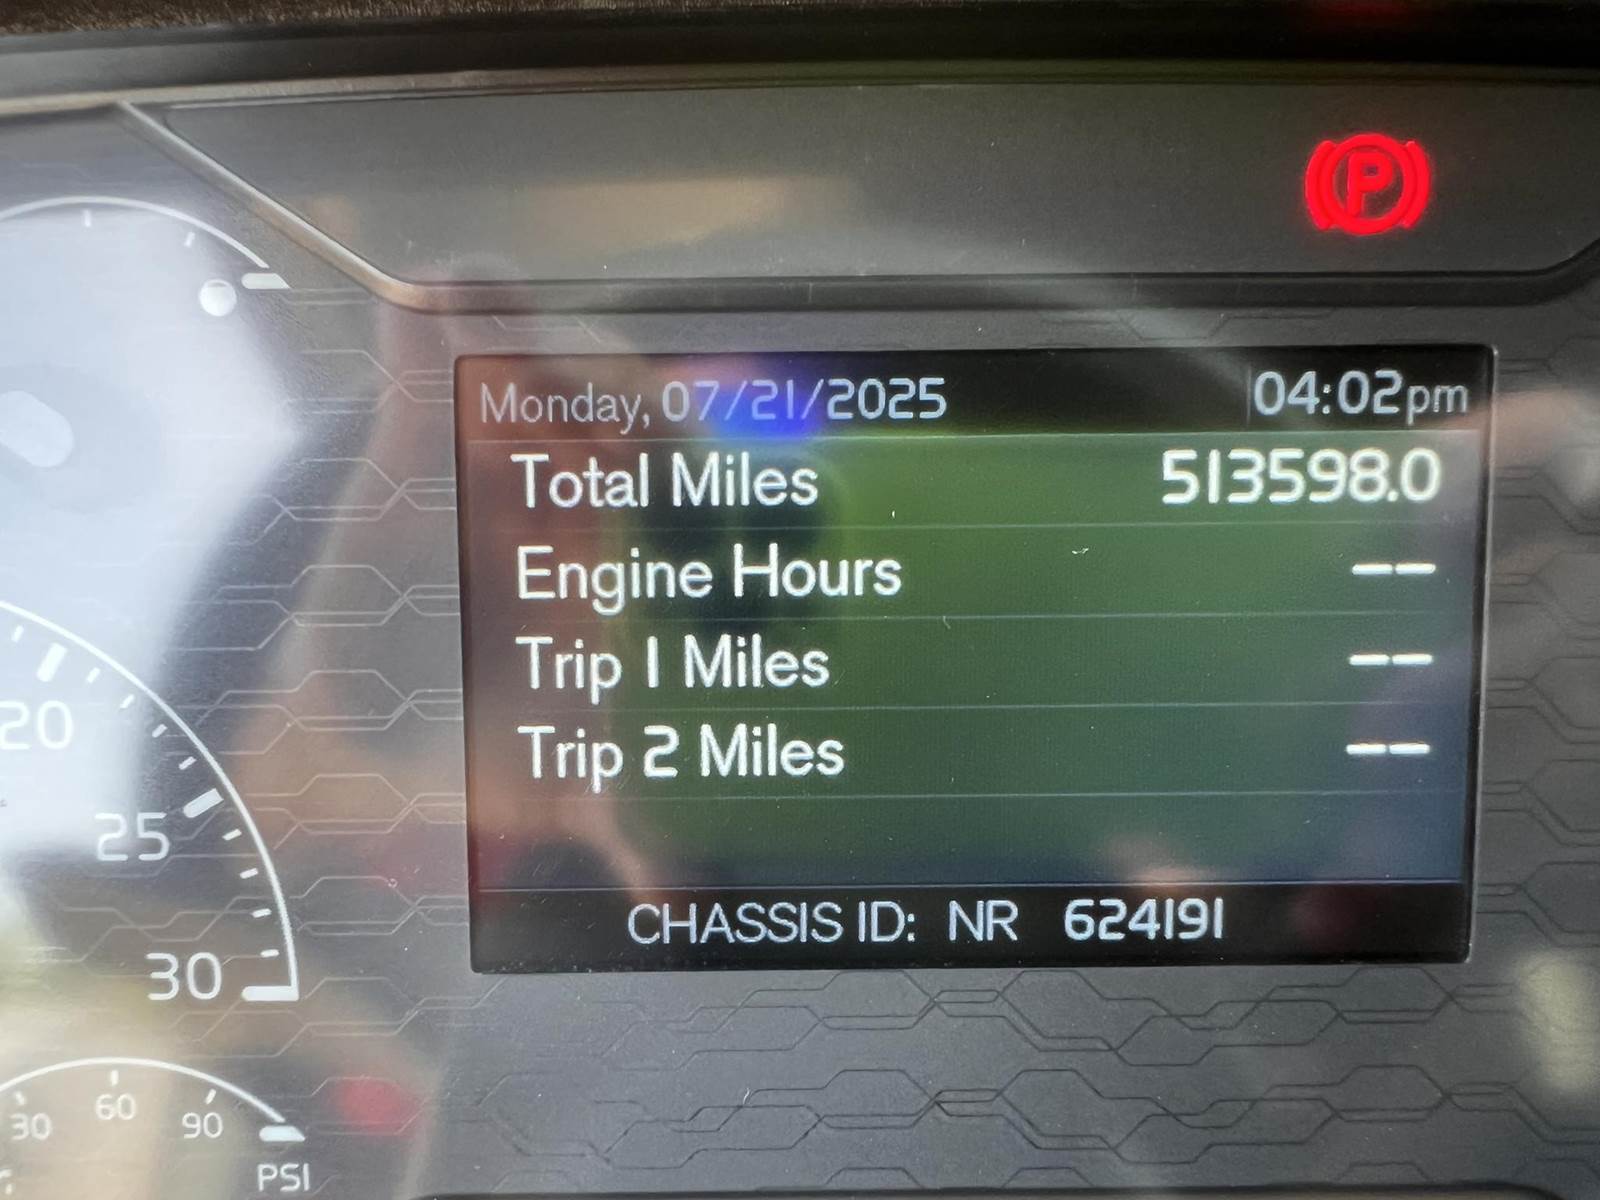 Monday, 07/21/2025 04:02pm
Total Miles 513598.0
Engine Hours --
Trip 1 Miles --
Trip 2 Miles --
CHASSIS ID: NR 624191
20
25
30
30 60 90
PSI
P